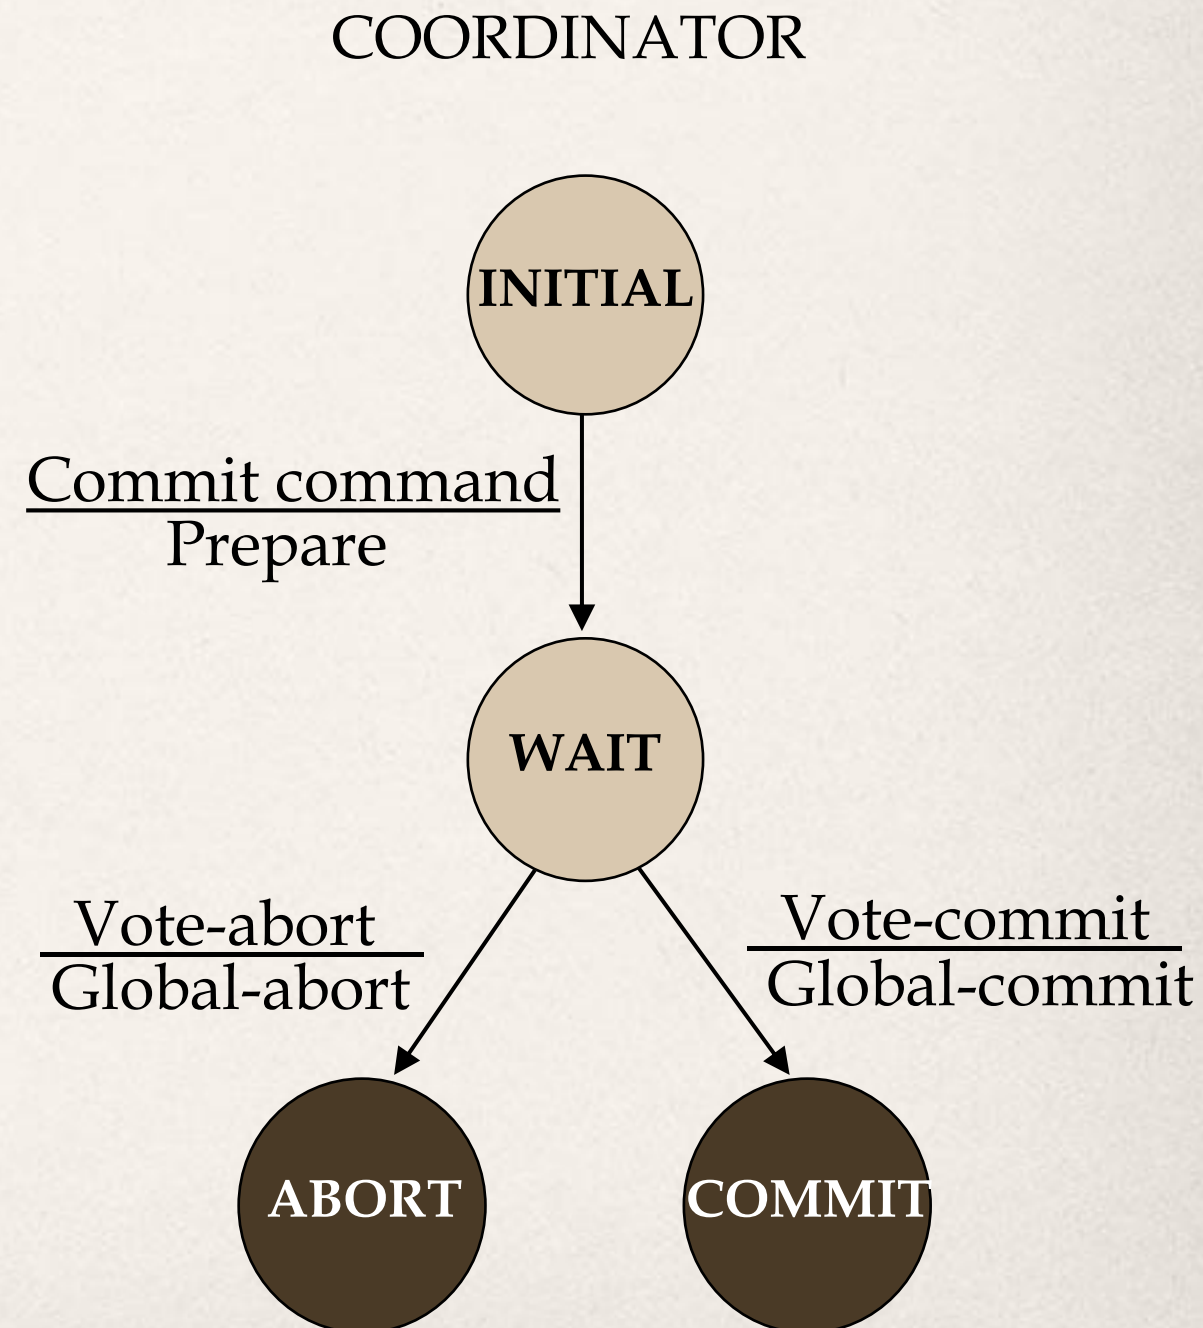 COORDINATOR
INITIAL
Commit command
Prepare
WAIT
Vote-abort
Global-abort
Vote-commit
Global-commit
ABORT
COMMIT